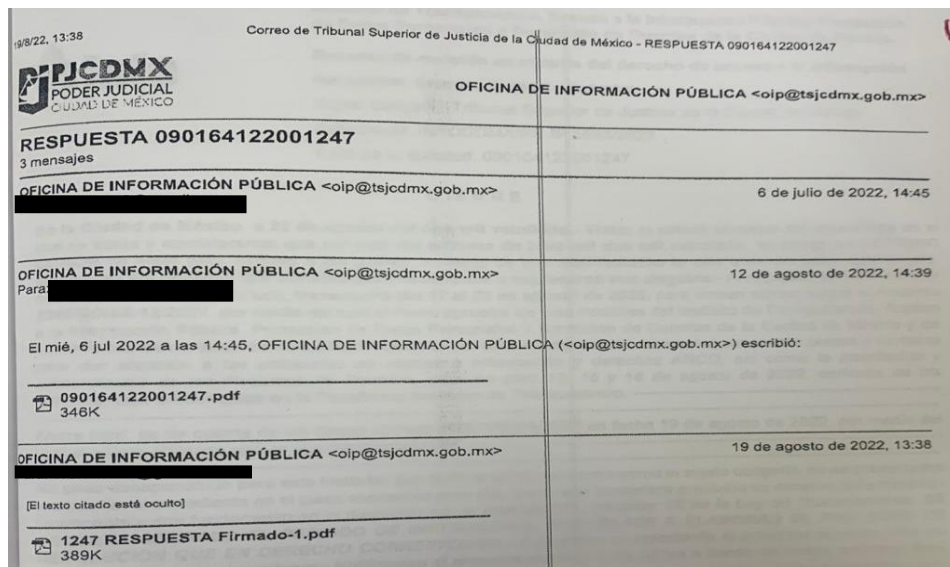 19/8/22, 13:38
Correo de Tribunal Superior de Justicia de la Ciudad de México - RESPUESTA 090164122001247
PJCDMX
PODER JUDICIAL
CIUDAD DE MÉXICO
OFICINA DE INFORMACIÓN PÚBLICA <oip@tsjcdmx.gob.mx>
RESPUESTA 090164122001247
3 mensajes
OFICINA DE INFORMACIÓN PÚBLICA <oip@tsjcdmx.gob.mx>
6 de julio de 2022, 14:45
OFICINA DE INFORMACIÓN PÚBLICA <oip@tsjcdmx.gob.mx>
12 de agosto de 2022, 14:39
Para:
El mié, 6 jul 2022 a las 14:45, OFICINA DE INFORMACIÓN PÚBLICA (<oip@tsjcdmx.gob.mx>) escribió:
090164122001247.pdf
346K
OFICINA DE INFORMACIÓN PÚBLICA <oip@tsjcdmx.gob.mx>
19 de agosto de 2022, 13:38
[El texto citado está oculto]
1247 RESPUESTA Firmado-1.pdf
389K